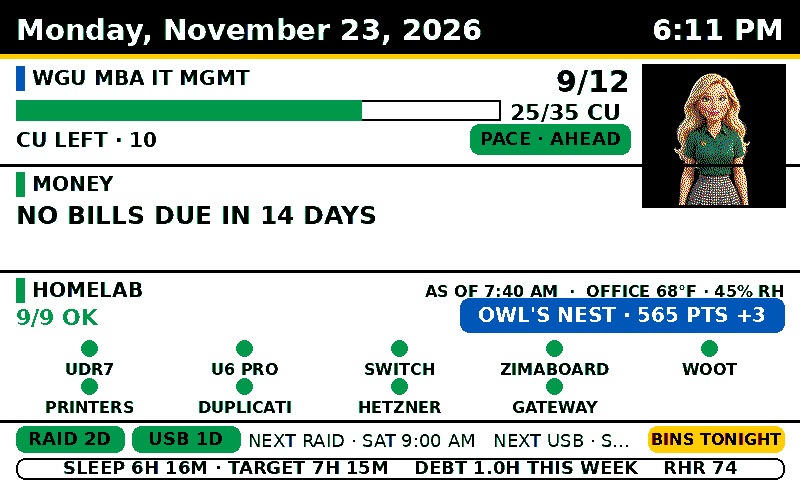 Monday, November 23, 2026 6:11 PM
WGU MBA IT MGMT 9/12
25/35 CU
CU LEFT · 10 PACE · AHEAD
MONEY
NO BILLS DUE IN 14 DAYS
HOMELAB AS OF 7:40 AM · OFFICE 68°F · 45% RH
9/9 OK OWL'S NEST · 565 PTS +3
UDR7 U6 PRO SWITCH ZIMABOARD WOOT
PRINTERS DUPLICATI HETZNER GATEWAY
RAID 2D USB 1D NEXT RAID · SAT 9:00 AM NEXT USB · S... BINS TONIGHT
SLEEP 6H 16M · TARGET 7H 15M DEBT 1.0H THIS WEEK RHR 74